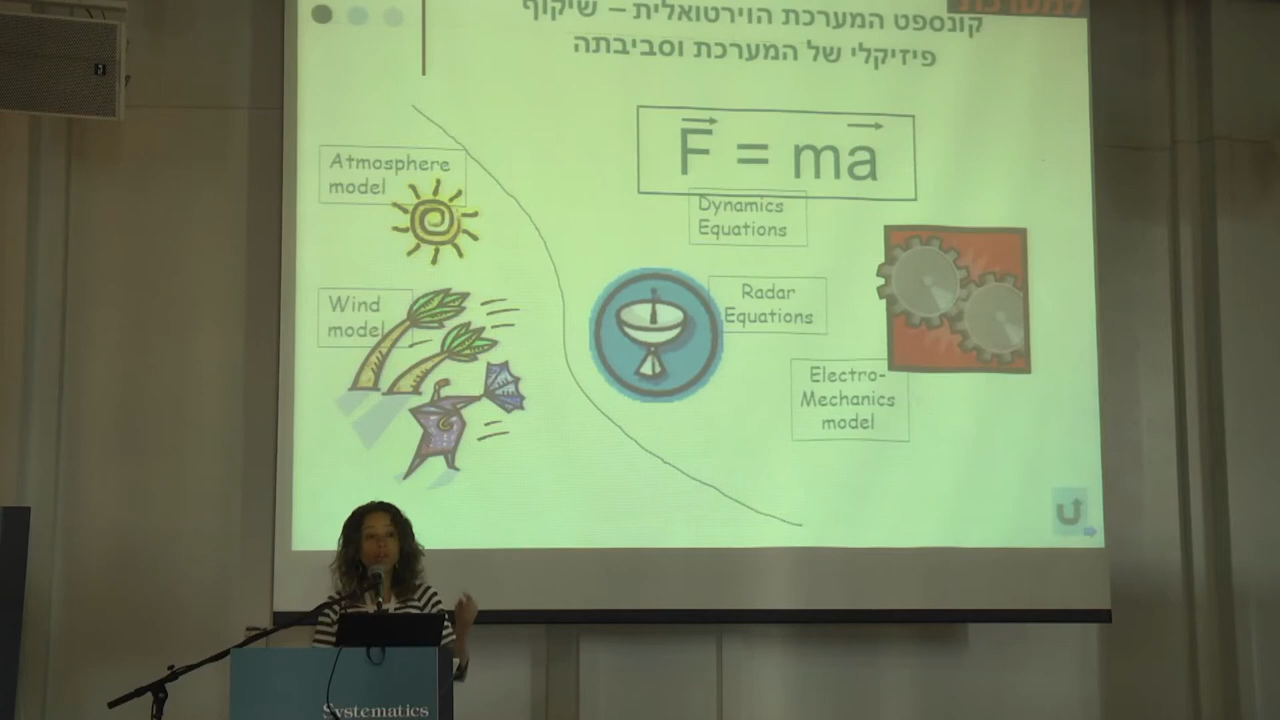 למערכת
קונספט המערכת הוירטואלית – שיקוף
פיזיקלי של המערכת וסביבתה
F = ma
Atmosphere
model
Dynamics
Equations
Wind
model
Radar
Equations
Electro-
Mechanics
model
Systematics